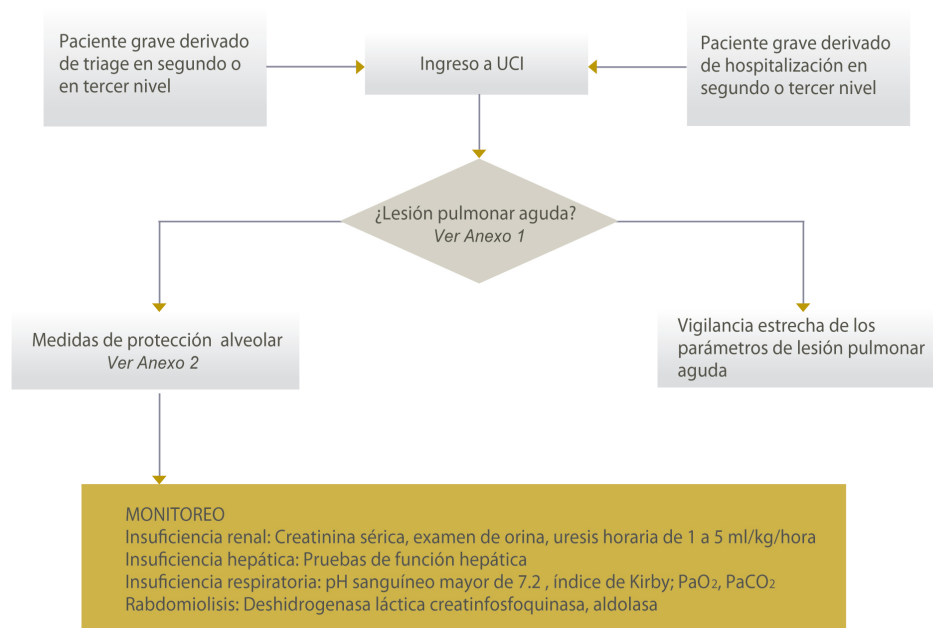 Paciente grave derivado
de triage en segundo o
en tercer nivel
Ingreso a UCI
Paciente grave derivado
de hospitalización en
segundo o tercer nivel
¿Lesión pulmonar aguda?
Ver Anexo 1
Medidas de protección alveolar
Ver Anexo 2
Vigilancia estrecha de los
parámetros de lesión pulmonar
aguda
MONITOREO
Insuficiencia renal: Creatinina sérica, examen de orina, uresis horaria de 1 a 5 ml/kg/hora
Insuficiencia hepática: Pruebas de función hepática
Insuficiencia respiratoria: pH sanguíneo mayor de 7.2 , índice de Kirby; PaO₂, PaCO₂
Rabdomiolisis: Deshidrogenasa láctica creatinfosfoquinasa, aldolasa